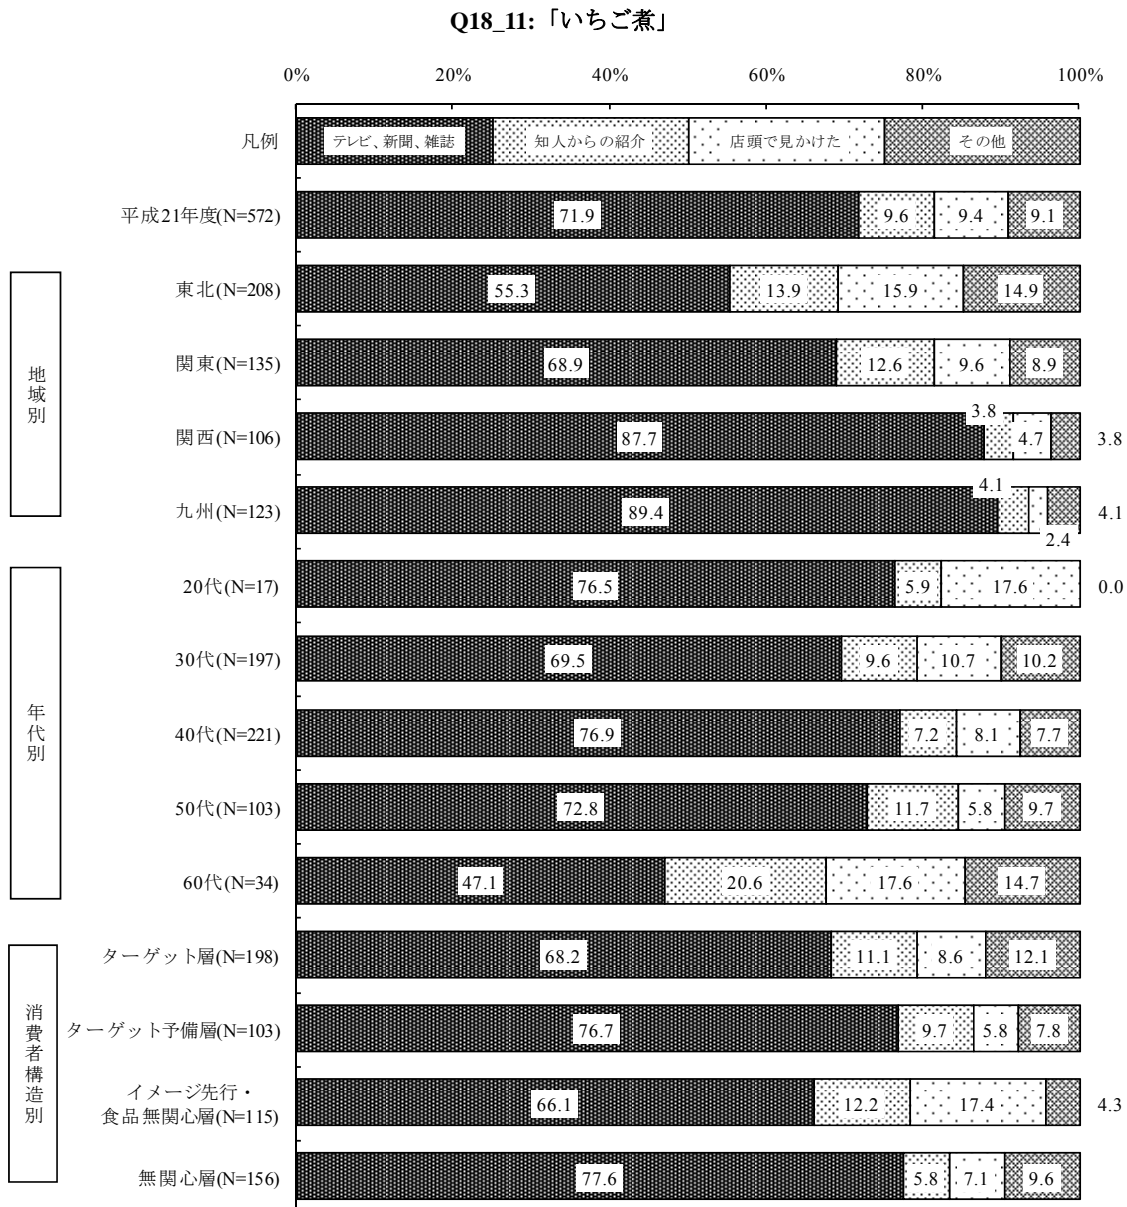 Q18_11:「いちご煮」
0% 20% 40% 60% 80% 100%
凡例 テレビ、新聞、雑誌 知人からの紹介 店頭で見かけた その他
平成21年度(N=572) 71.9 9.6 9.4 9.1
地域別
東北(N=208) 55.3 13.9 15.9 14.9
関東(N=135) 68.9 12.6 9.6 8.9
関西(N=106) 87.7 3.8 4.7 3.8
九州(N=123) 89.4 4.1 2.4 4.1
年代別
20代(N=17) 76.5 5.9 17.6 0.0
30代(N=197) 69.5 9.6 10.7 10.2
40代(N=221) 76.9 7.2 8.1 7.7
50代(N=103) 72.8 11.7 5.8 9.7
60代(N=34) 47.1 20.6 17.6 14.7
消費者構造別
ターゲット層(N=198) 68.2 11.1 8.6 12.1
ターゲット予備層(N=103) 76.7 9.7 5.8 7.8
イメージ先行・
食品無関心層(N=115) 66.1 12.2 17.4 4.3
無関心層(N=156) 77.6 5.8 7.1 9.6